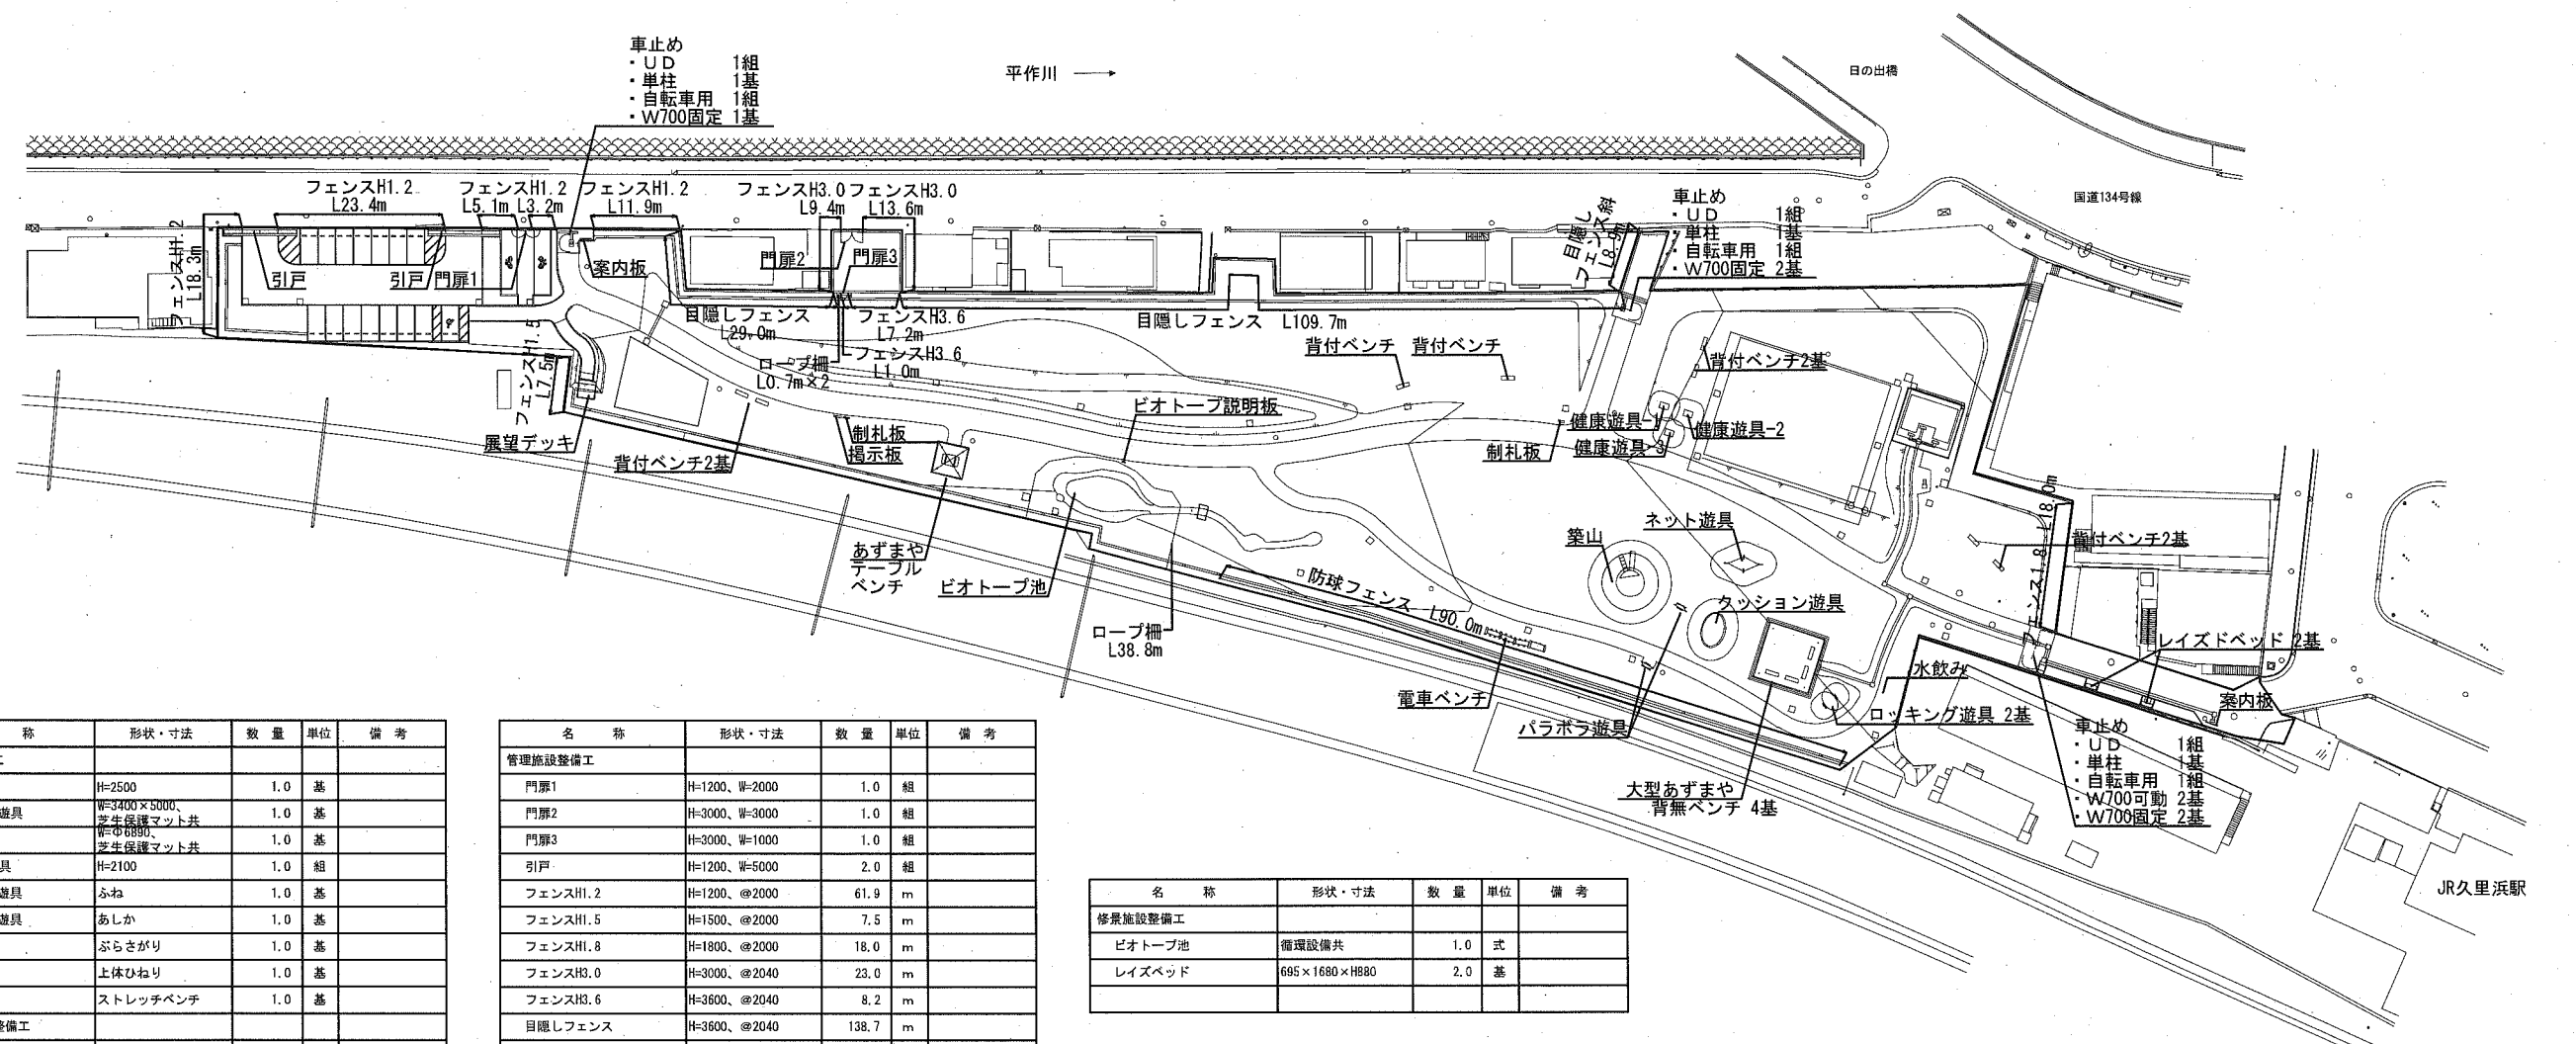 車止め
・UD 1組
・単柱 1基
・自転車用 1組
・W700固定 1基
平作川 →
日の出橋
国道134号線
フェンスH1.2
L23.4m
フェンスH1.2
L5.1m
L3.2m
フェンスH1.2
L11.9m
フェンスH3.0
L9.4m
フェンスH3.0
L13.6m
目隠し
フェンス斜
L8.9m
車止め
・UD 1組
・単柱 1基
・自転車用 1組
・W700固定 2基
フェンスH1.2
L18.3m
引戸
引戸
門扉1
案内板
門扉2
門扉3
目隠しフェンス
L29.0m
フェンスH3.6
L7.2m
目隠しフェンス L109.7m
フェンスH3.6
L1.0m
ロープ柵
L0.7m×2
背付ベンチ
背付ベンチ
背付ベンチ2基
フェンスH1.5
L7.5m
展望デッキ
背付ベンチ2基
制札板
掲示板
ビオトープ説明板
健康遊具-1
健康遊具-2
健康遊具-3
制札板
あずまや
テーブル
ベンチ
ビオトープ池
ロープ柵
L38.8m
防球フェンス L90.0m
築山
ネット遊具
クッション遊具
L18.0m
背付ベンチ2基
レイズドベッド 2基
案内板
水飲み
ロッキング遊具 2基
電車ベンチ
パラボラ遊具
大型あずまや
背無ベンチ 4基
車止め
・UD 1組
・単柱 1基
・自転車用 1組
・W700可動 2基
・W700固定 2基
JR久里浜駅
称 形状・寸法 数 量 単位 備 考
H=2500 1.0 基
遊具 W=3400×5000、芝生保護マット共 1.0 基
W=Φ6890、芝生保護マット共 1.0 基
具 H=2100 1.0 組
遊具 ふね 1.0 基
遊具 あしか 1.0 基
ぶらさがり 1.0 基
上体ひねり 1.0 基
ストレッチベンチ 1.0 基
備工
名 称 形状・寸法 数 量 単位 備 考
管理施設整備工
門扉1 H=1200、W=2000 1.0 組
門扉2 H=3000、W=3000 1.0 組
門扉3 H=3000、W=1000 1.0 組
引戸 H=1200、W=5000 2.0 組
フェンスH1.2 H=1200、@2000 61.9 m
フェンスH1.5 H=1500、@2000 7.5 m
フェンスH1.8 H=1800、@2000 18.0 m
フェンスH3.0 H=3000、@2040 23.0 m
フェンスH3.6 H=3600、@2040 8.2 m
目隠しフェンス H=3600、@2040 138.7 m
名 称 形状・寸法 数 量 単位 備 考
修景施設整備工
ビオトープ池 循環設備共 1.0 式
レイズベッド 695×1680×H880 2.0 基